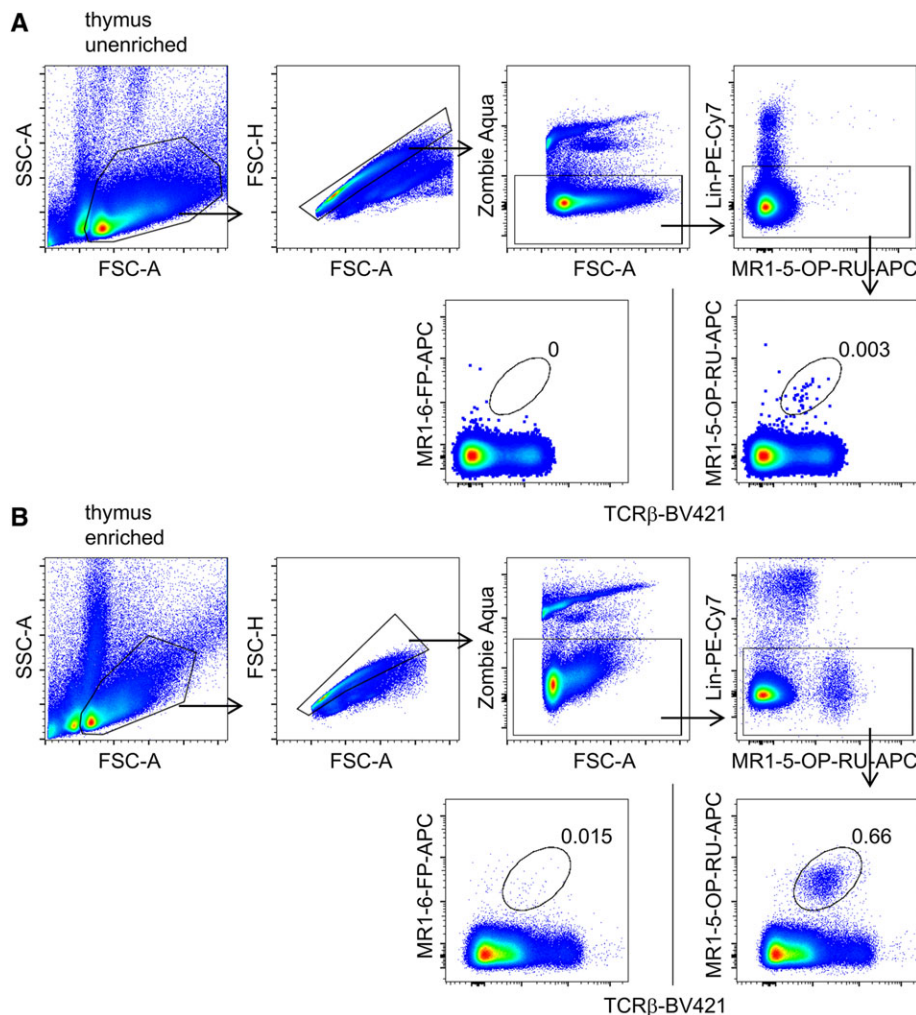 A
thymus
unenriched
SSC-A
FSC-A
FSC-H
FSC-A
Zombie Aqua
FSC-A
Lin-PE-Cy7
MR1-5-OP-RU-APC
MR1-6-FP-APC
0
MR1-5-OP-RU-APC
0.003
TCRβ-BV421
B
thymus
enriched
SSC-A
FSC-A
FSC-H
FSC-A
Zombie Aqua
FSC-A
Lin-PE-Cy7
MR1-5-OP-RU-APC
MR1-6-FP-APC
0.015
MR1-5-OP-RU-APC
0.66
TCRβ-BV421